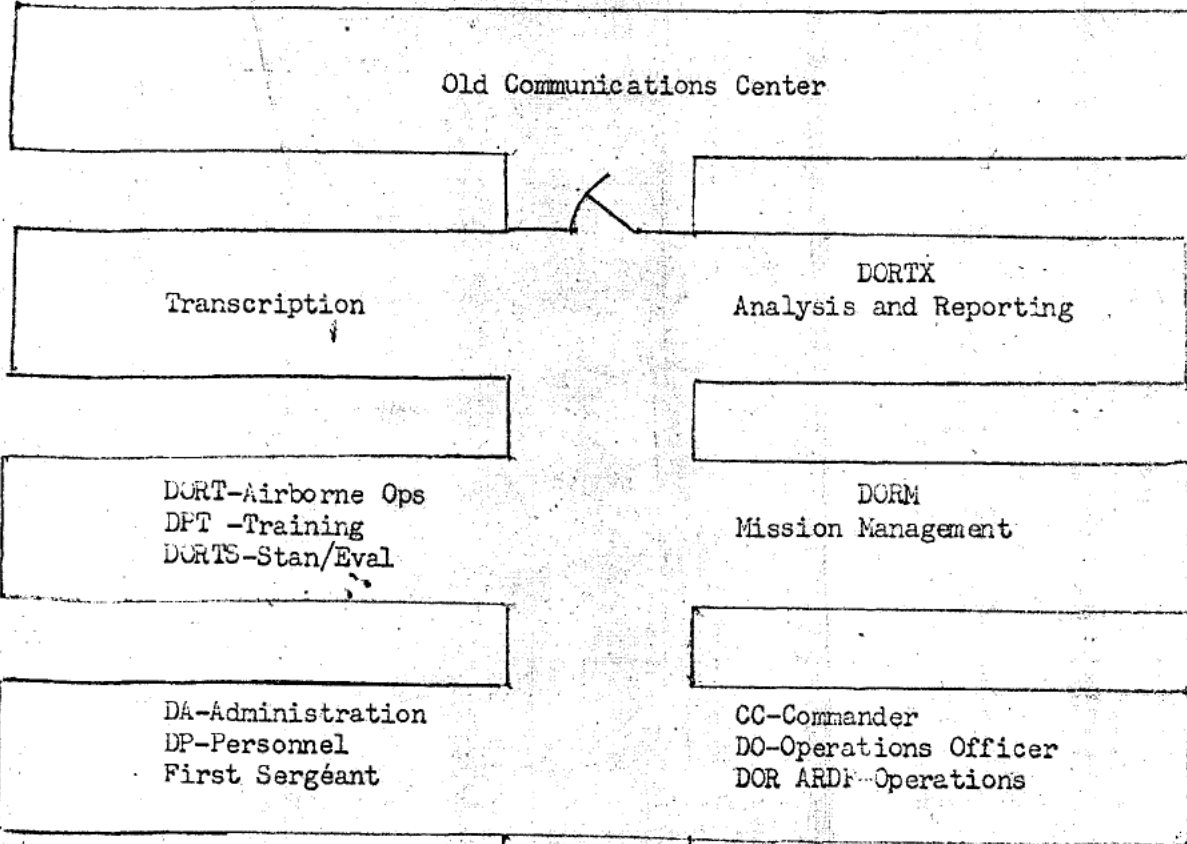 Old Communications Center
Transcription
DORTX
Analysis and Reporting
DORT-Airborne Ops
DPT -Training
DORTS-Stan/Eval
DORM
Mission Management
DA-Administration
DP-Personnel
First Sergéant
CC-Commander
DO-Operations Officer
DOR ARDF-Operations